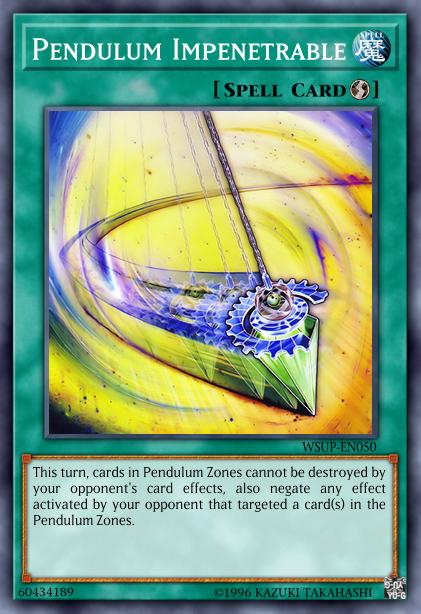 PENDULUM IMPENETRABLE
SPELL
魔
[SPELL CARD]
WSUP-EN050
This turn, cards in Pendulum Zones cannot be destroyed by
your opponent's card effects, also negate any effect
activated by your opponent that targeted a card(s) in the
Pendulum Zones.
60434189
©1996 KAZUKI TAKAHASHI